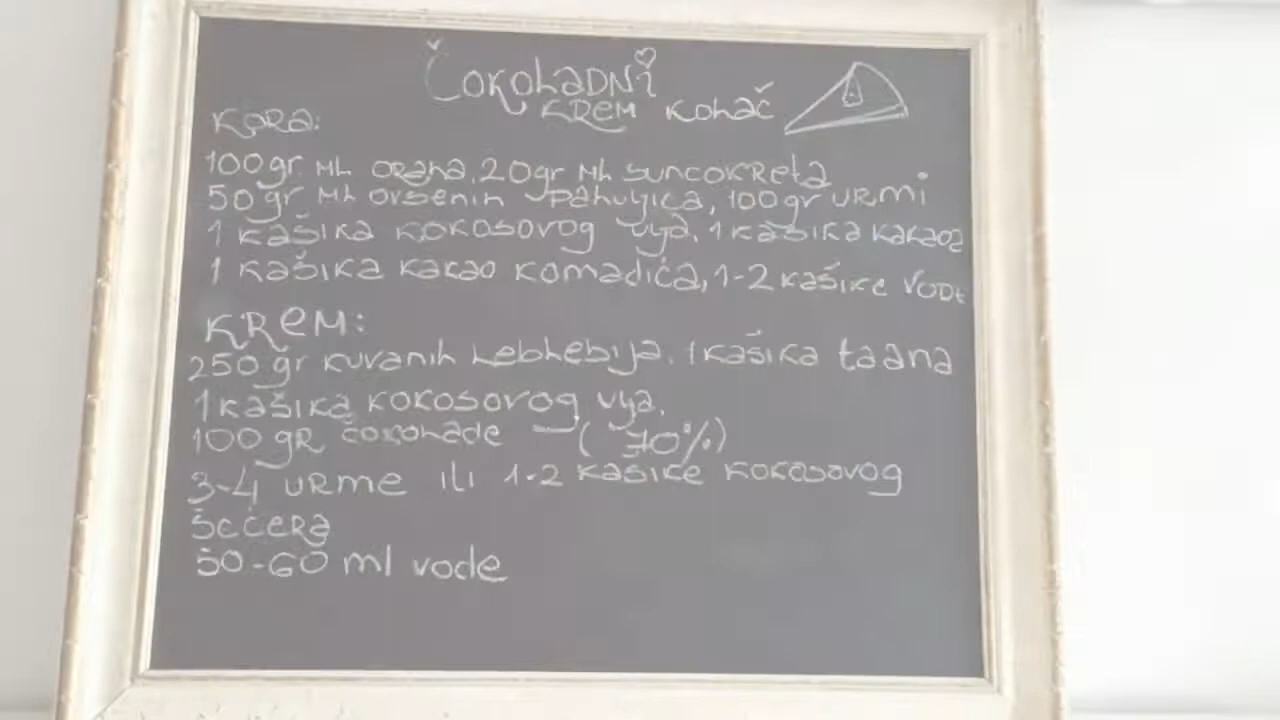 Čokoladni
krem kolač
Kora:
100gr. ml oraha, 20gr ml suncokreta
50gr ml ovsenih pahuljica, 100gr urmi
1 kašika kokosovog ulja, 1 kašika kakaoa
1 kašika kakao komadića, 1-2 kašike vode
KREM:
250gr kuvanih leblebija, 1 kašika taana
1 kašika kokosovog ulja,
100 gR čokolade - (70%)
3-4 urme ili 1-2 kašike kokosovog
šećera
50-60 ml vode